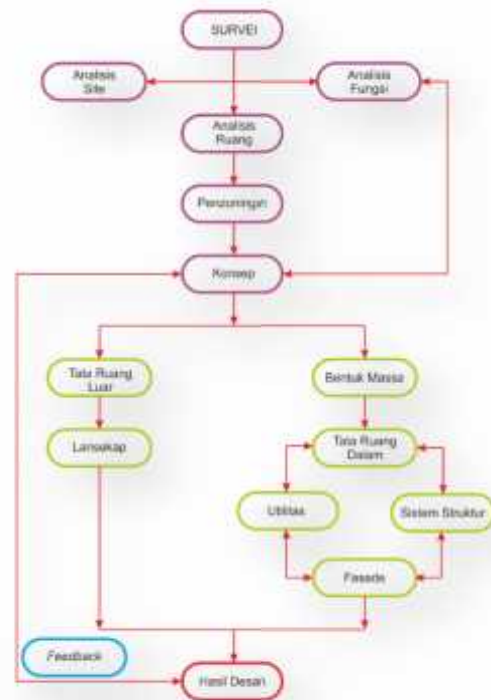 SURVEI
Analisis
Site
Analisis
Fungsi
Analisis
Ruang
Penzoningin
Konsep
Tata Ruang
Luar
Bentuk Massa
Lansekap
Tata Ruang
Dalam
Utilitas
Sistem Struktur
Fasade
Feedback
Hasil Desain